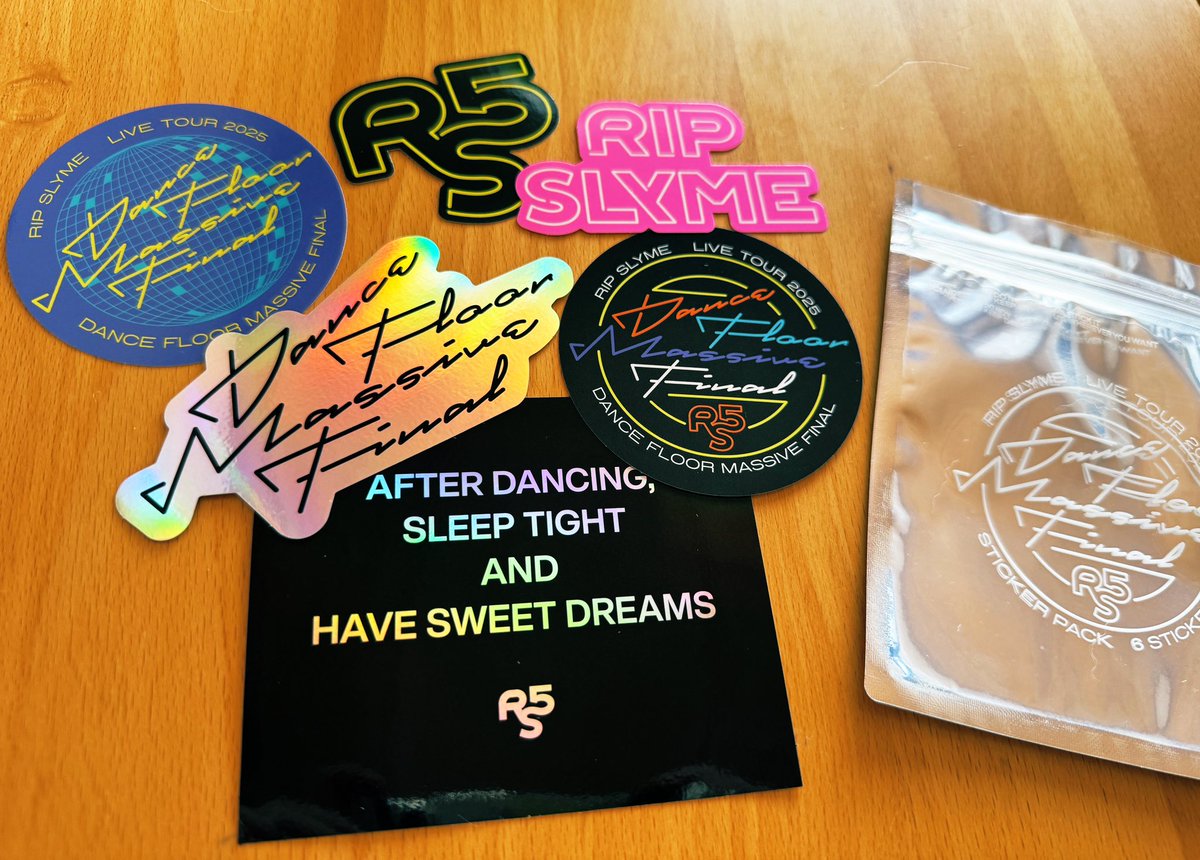 RIP SLYME LIVE TOUR 2025
Dance
Floor
Massive
Final
DANCE FLOOR MASSIVE FINAL
R5
S
RIP
SLYME
Dance
Floor
Massive
Final
RIP SLYME LIVE TOUR 2025
Dance
Floor
Massive
Final
R5
S
DANCE FLOOR MASSIVE FINAL
AFTER DANCING,
SLEEP TIGHT
AND
HAVE SWEET DREAMS
R5
S
RIP SLYME LIVE TOUR
Dance
Massive
Final
R5
S
STICKER PACK 6 STICKE